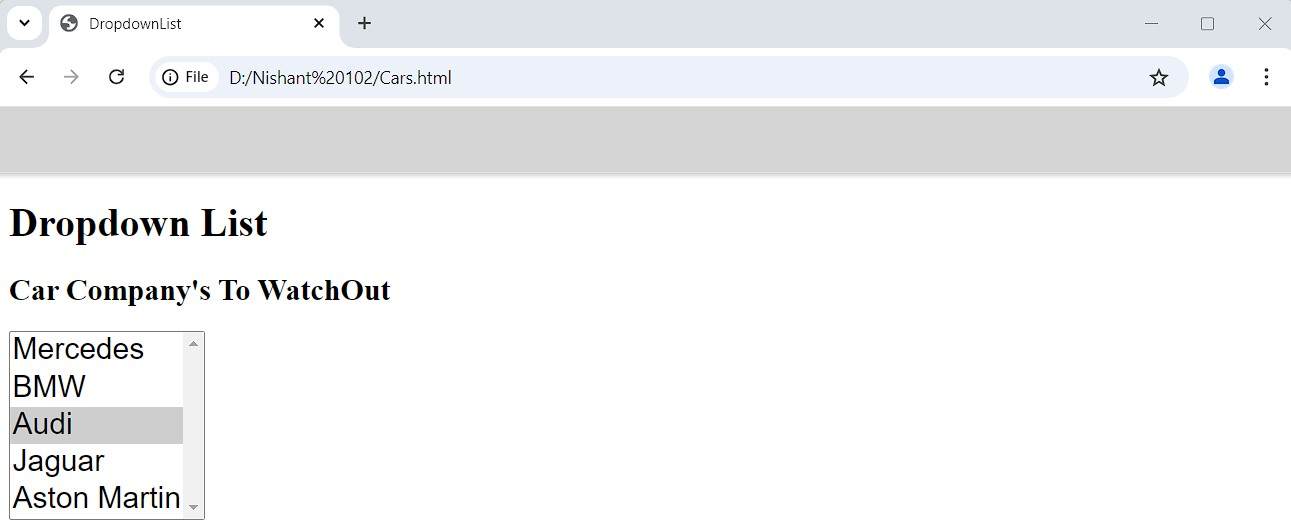 DropdownList
File D:/Nishant%20102/Cars.html
Dropdown List
Car Company's To WatchOut
Mercedes
BMW
Audi
Jaguar
Aston Martin